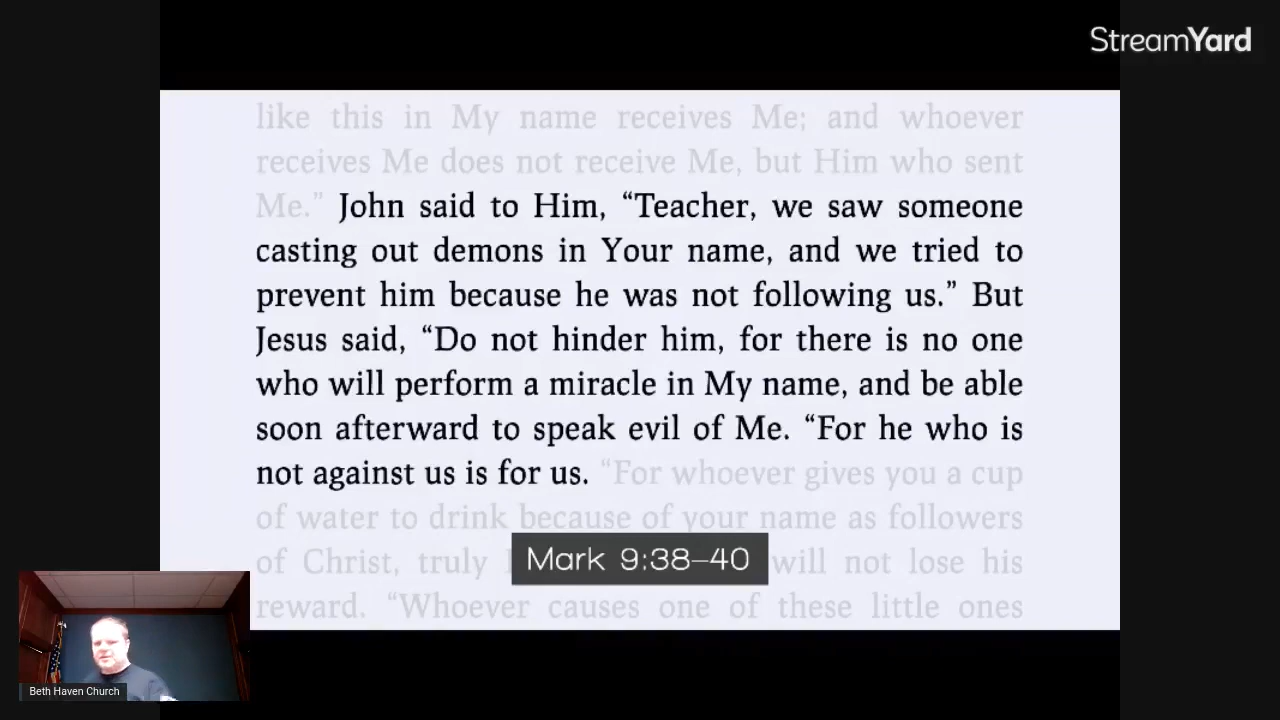 StreamYard
like this in My name receives Me; and whoever
receives Me does not receive Me, but Him who sent
Me.” John said to Him, “Teacher, we saw someone
casting out demons in Your name, and we tried to
prevent him because he was not following us.” But
Jesus said, “Do not hinder him, for there is no one
who will perform a miracle in My name, and be able
soon afterward to speak evil of Me. “For he who is
not against us is for us. “For whoever gives you a cup
of water to drink because of your name as followers
of Christ, truly will not lose his
Mark 9:38–40
reward. “Whoever causes one of these little ones
Beth Haven Church